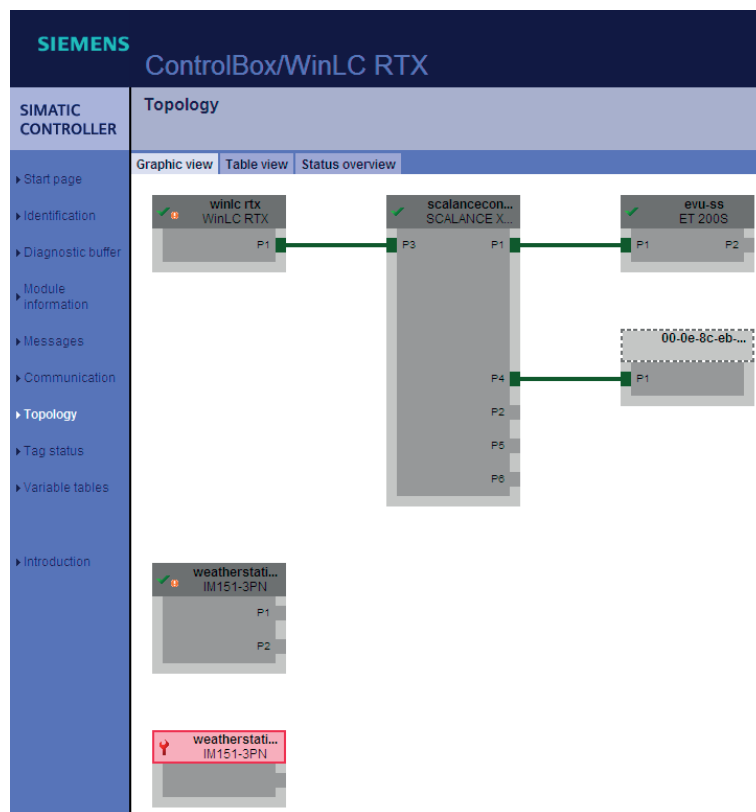 SIEMENS
ControlBox/WinLC RTX
SIMATIC
CONTROLLER
Topology
Graphic view
Table view
Status overview
Start page
Identification
Diagnostic buffer
Module
information
Messages
Communication
Topology
Tag status
Variable tables
Introduction
winlc rtx
WinLC RTX
P1
scalancecon...
SCALANCE X...
P3
P1
P4
P2
P5
P6
evu-ss
ET 200S
P1
P2
00-0e-8c-eb-...
P1
weatherstati...
IM151-3PN
P1
P2
weatherstati...
IM151-3PN